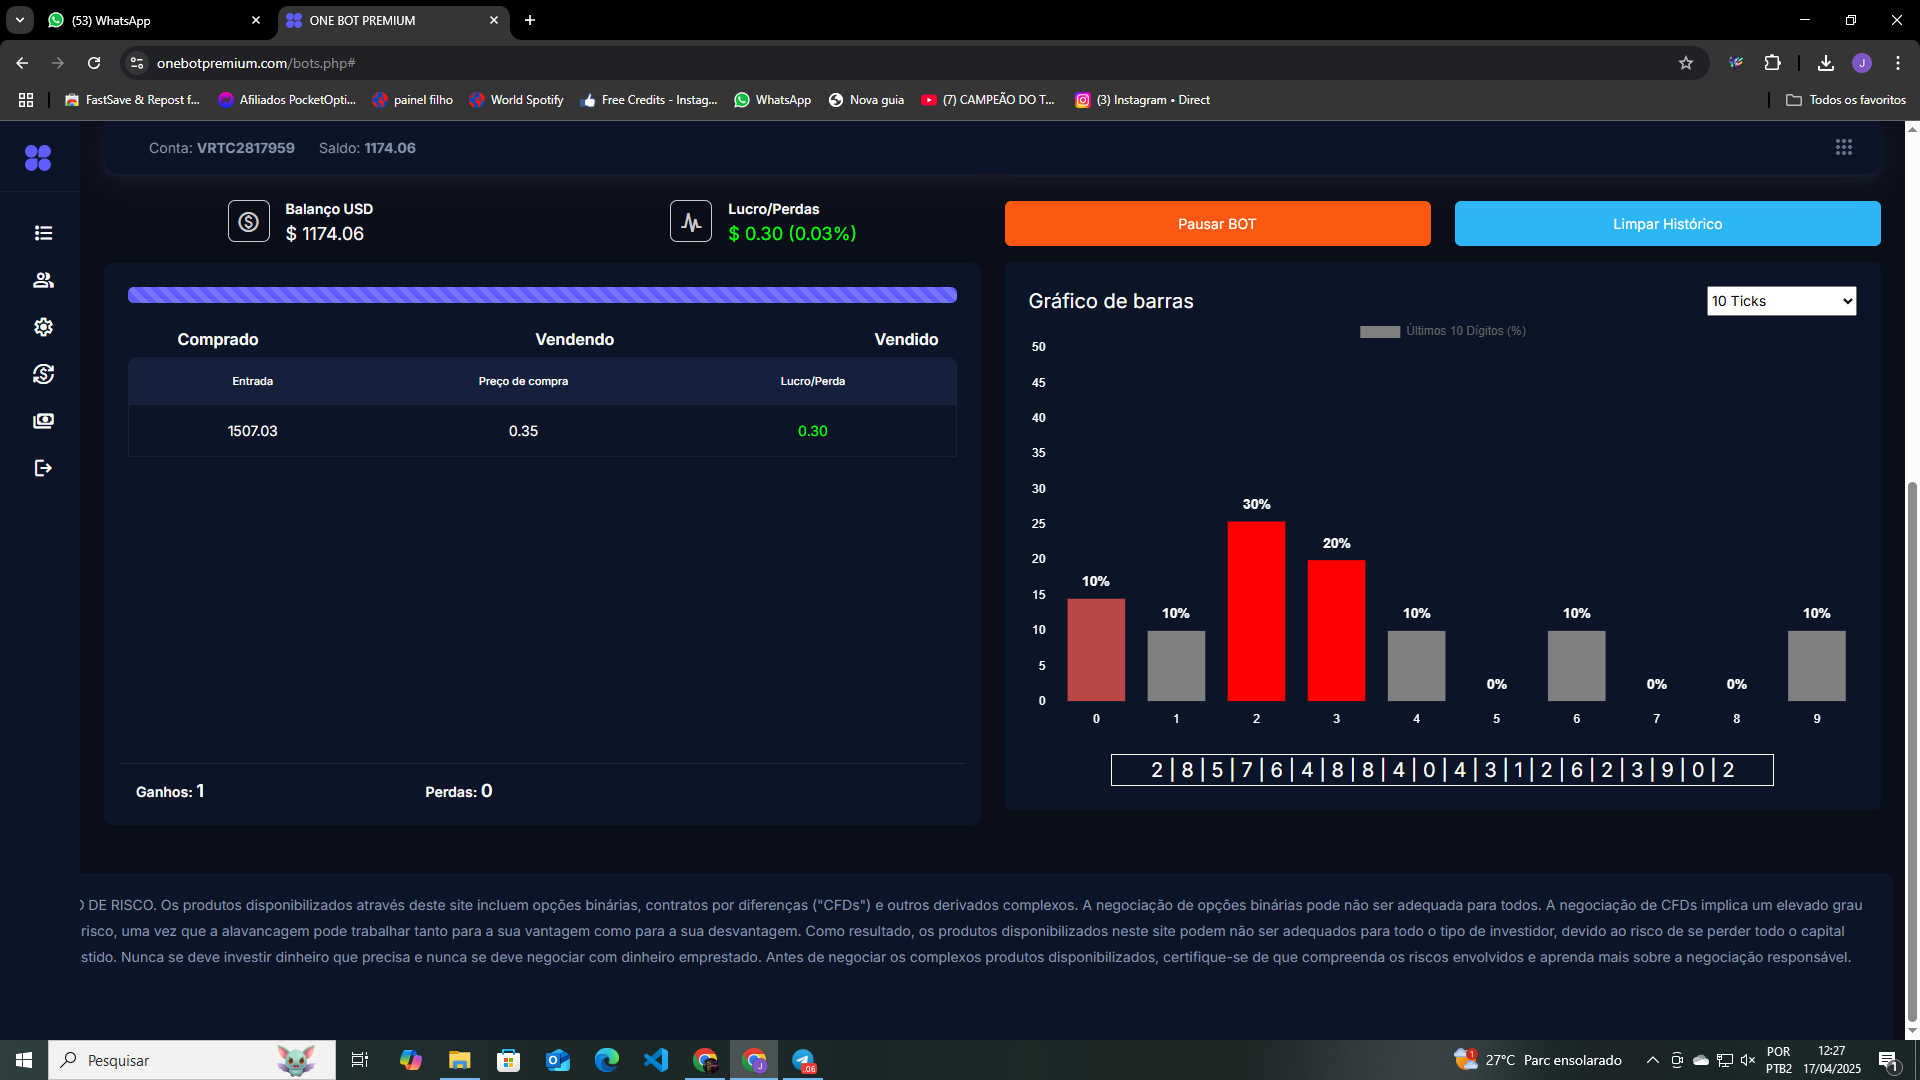 (53) WhatsApp
ONE BOT PREMIUM
onebotpremium.com/bots.php#
J
FastSave & Repost f...
Afiliados PocketOpti...
painel filho
World Spotify
Free Credits - Instag...
WhatsApp
Nova guia
(7) CAMPEÃO DO T...
(3) Instagram • Direct
Todos os favoritos
Conta: VRTC2817959 Saldo: 1174.06
Balanço USD
$ 1174.06
Lucro/Perdas
$ 0.30 (0.03%)
Pausar BOT
Limpar Histórico
Comprado Vendendo Vendido
Entrada Preço de compra Lucro/Perda
1507.03 0.35 0.30
Ganhos: 1 Perdas: 0
Gráfico de barras
10 Ticks
Últimos 10 Dígitos (%)
50
45
40
35
30
25
20
15
10
5
0
10% 10% 30% 20% 10% 0% 10% 0% 0% 10%
0 1 2 3 4 5 6 7 8 9
2 | 8 | 5 | 7 | 6 | 4 | 8 | 8 | 4 | 0 | 4 | 3 | 1 | 2 | 6 | 2 | 3 | 9 | 0 | 2
O DE RISCO. Os produtos disponibilizados através deste site incluem opções binárias, contratos por diferenças ("CFDs") e outros derivados complexos. A negociação de opções binárias pode não ser adequada para todos. A negociação de CFDs implica um elevado grau
risco, uma vez que a alavancagem pode trabalhar tanto para a sua vantagem como para a sua desvantagem. Como resultado, os produtos disponibilizados neste site podem não ser adequados para todo o tipo de investidor, devido ao risco de se perder todo o capital
stido. Nunca se deve investir dinheiro que precisa e nunca se deve negociar com dinheiro emprestado. Antes de negociar os complexos produtos disponibilizados, certifique-se de que compreenda os riscos envolvidos e aprenda mais sobre a negociação responsável.
Pesquisar
27°C Parc ensolarado
POR
PTB2
12:27
17/04/2025